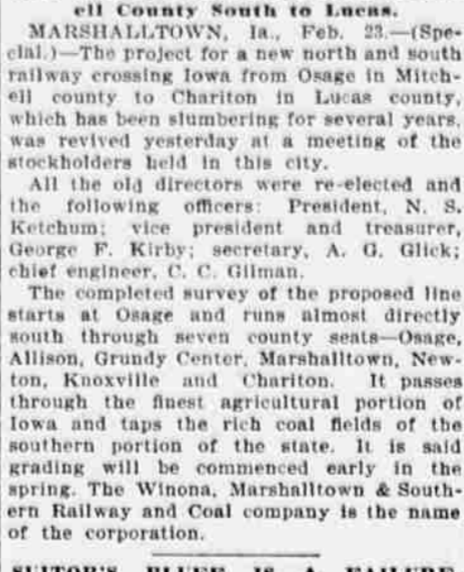 ell County South to Lucas.
MARSHALLTOWN, Ia., Feb. 23.—(Spe-
cial.)—The project for a new north and south
railway crossing Iowa from Osage in Mitch-
ell county to Chariton in Lucas county,
which has been slumbering for several years,
was revived yesterday at a meeting of the
stockholders held in this city.
All the old directors were re-elected and
the following officers: President, N. S.
Ketchum; vice president and treasurer,
George F. Kirby; secretary, A. G. Glick;
chief engineer, C. C. Gilman.
The completed survey of the proposed line
starts at Osage and runs almost directly
south through seven county seats—Osage,
Allison, Grundy Center, Marshalltown, New-
ton, Knoxville and Chariton. It passes
through the finest agricultural portion of
Iowa and taps the rich coal fields of the
southern portion of the state. It is said
grading will be commenced early in the
spring. The Winona, Marshalltown & South-
ern Railway and Coal company is the name
of the corporation.
SUITOR'S BLUFF IS A FAILURE